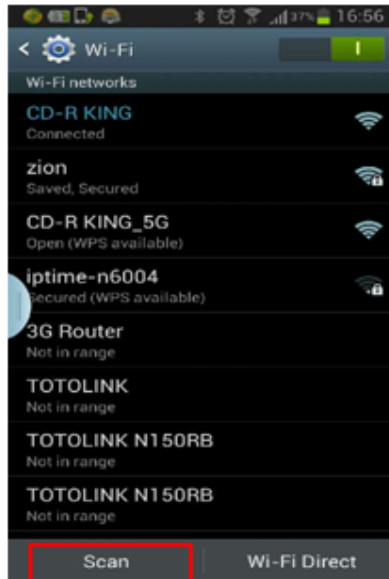 37% 16:56
< Wi-Fi
Wi-Fi networks
CD-R KING
Connected
zion
Saved, Secured
CD-R KING_5G
Open (WPS available)
iptime-n6004
Secured (WPS available)
3G Router
Not in range
TOTOLINK
Not in range
TOTOLINK N150RB
Not in range
TOTOLINK N150RB
Not in range
Scan Wi-Fi Direct